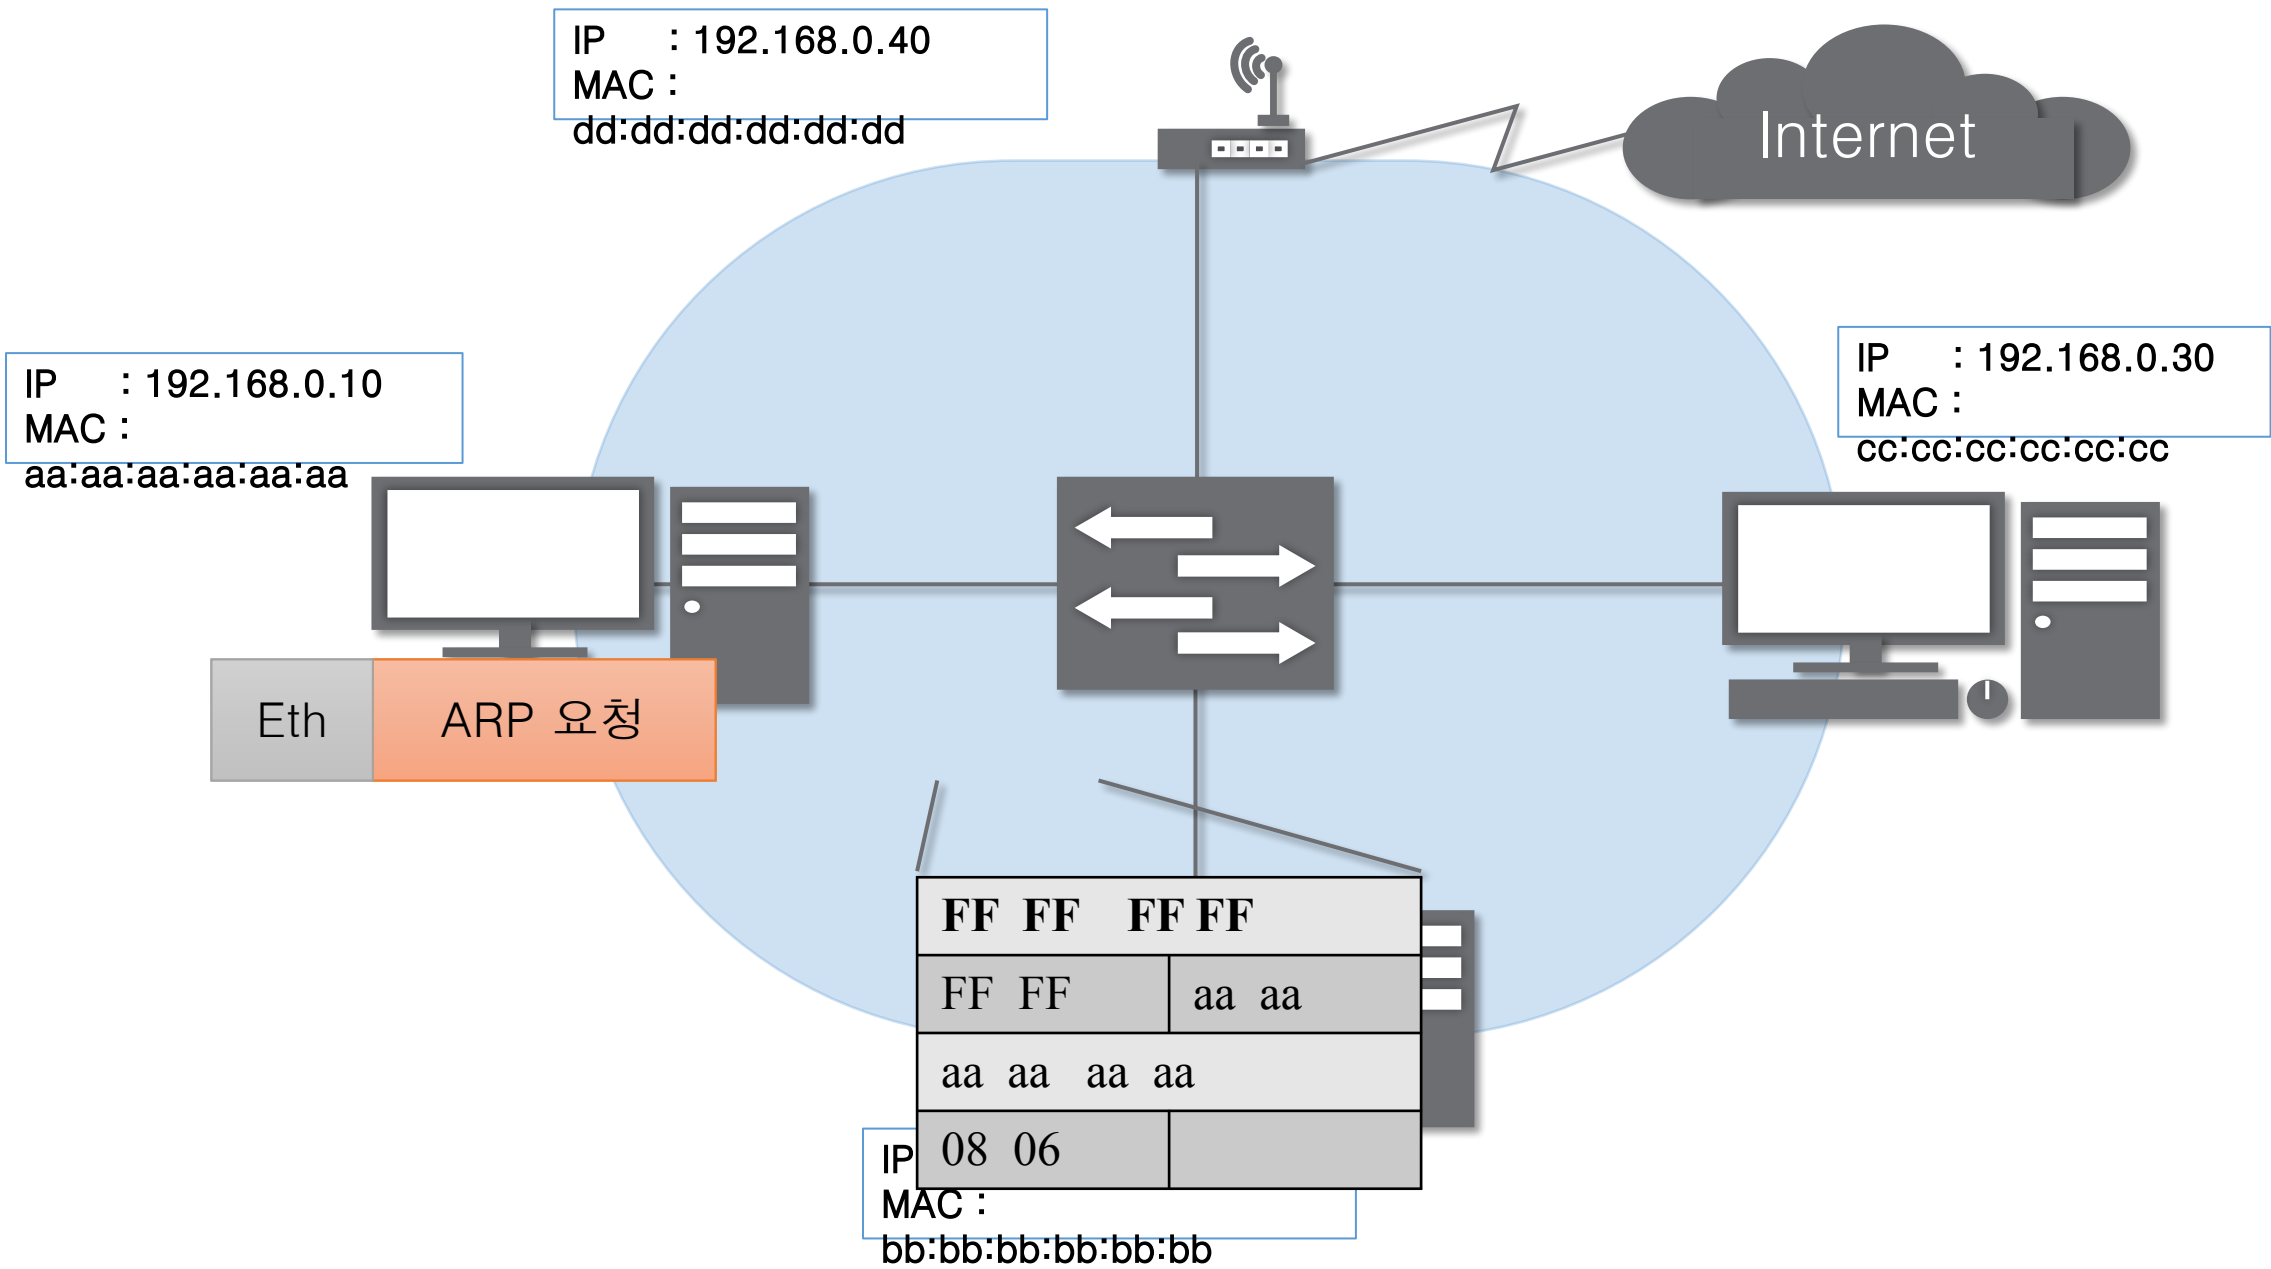 IP : 192.168.0.40
MAC :
dd:dd:dd:dd:dd:dd
Internet
IP : 192.168.0.10
MAC :
aa:aa:aa:aa:aa:aa
IP : 192.168.0.30
MAC :
cc:cc:cc:cc:cc:cc
Eth ARP 요청
FF FF FF FF
FF FF aa aa
aa aa aa aa
08 06
IP
MAC :
bb:bb:bb:bb:bb:bb